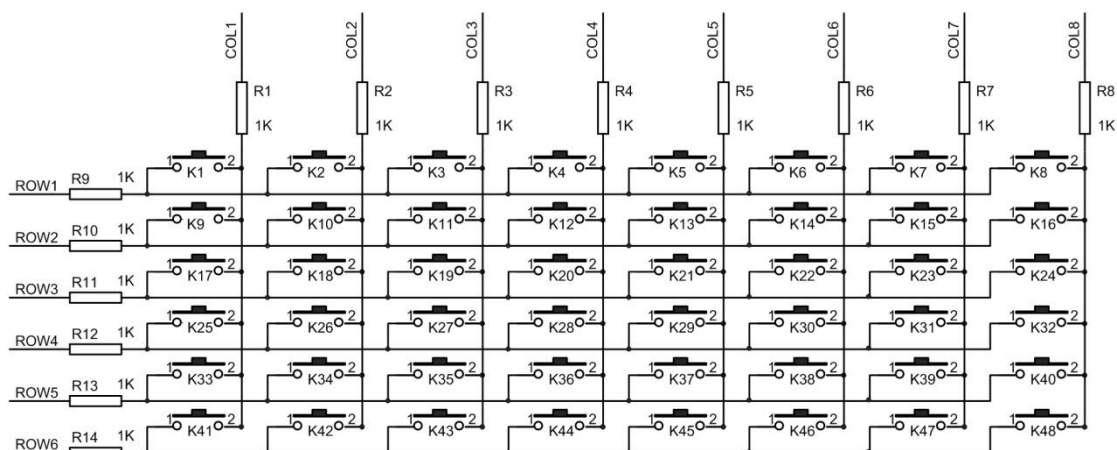 COL1 COL2 COL3 COL4 COL5 COL6 COL7 COL8
R1 R2 R3 R4 R5 R6 R7 R8
1K 1K 1K 1K 1K 1K 1K 1K
1 2 1 2 1 2 1 2 1 2 1 2 1 2 1 2
R9 1K K1 K2 K3 K4 K5 K6 K7 K8
ROW1
1 2 1 2 1 2 1 2 1 2 1 2 1 2 1 2
R10 1K K9 K10 K11 K12 K13 K14 K15 K16
ROW2
1 2 1 2 1 2 1 2 1 2 1 2 1 2 1 2
R11 1K K17 K18 K19 K20 K21 K22 K23 K24
ROW3
1 2 1 2 1 2 1 2 1 2 1 2 1 2 1 2
R12 1K K25 K26 K27 K28 K29 K30 K31 K32
ROW4
1 2 1 2 1 2 1 2 1 2 1 2 1 2 1 2
R13 1K K33 K34 K35 K36 K37 K38 K39 K40
ROW5
1 2 1 2 1 2 1 2 1 2 1 2 1 2 1 2
R14 1K K41 K42 K43 K44 K45 K46 K47 K48
ROW6